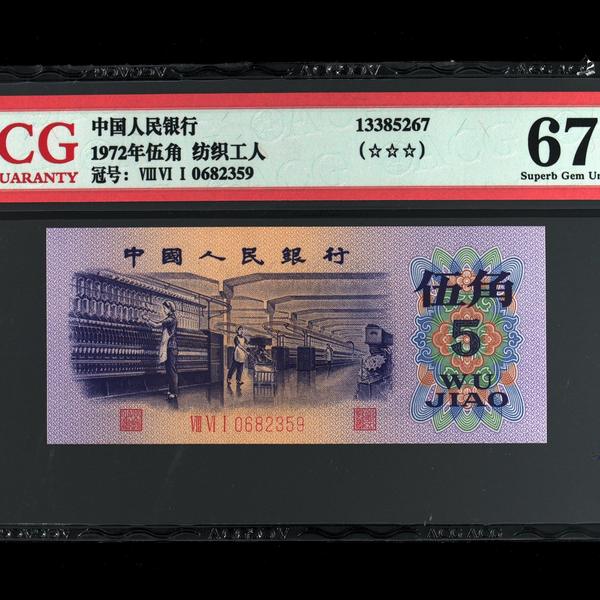 CG
UARANTY
中国人民银行
1972年伍角 纺织工人
冠号: Ⅷ Ⅵ Ⅰ 0682359
13385267
(☆☆☆)
67
Superb Gem Un
中國人民銀行
伍角
5
WU
JIAO
Ⅷ Ⅵ Ⅰ 0682359